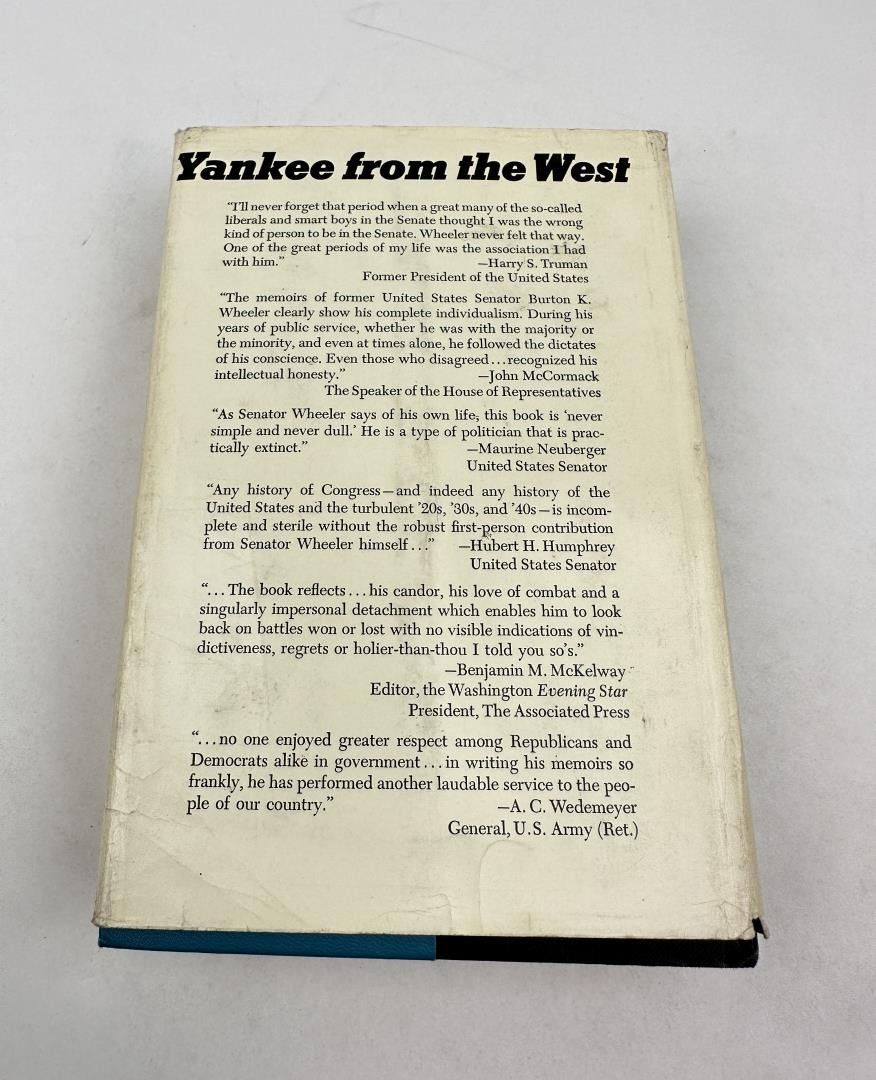 Yankee from the West
“I’ll never forget that period when a great many of the so-called
liberals and smart boys in the Senate thought I was the wrong
kind of person to be in the Senate. Wheeler never felt that way.
One of the great periods of my life was the association I had
with him.” —Harry S. Truman
Former President of the United States
“The memoirs of former United States Senator Burton K.
Wheeler clearly show his complete individualism. During his
years of public service, whether he was with the majority or
the minority, and even at times alone, he followed the dictates
of his conscience. Even those who disagreed...recognized his
intellectual honesty.” —John McCormack
The Speaker of the House of Representatives
“As Senator Wheeler says of his own life, this book is ‘never
simple and never dull.’ He is a type of politician that is prac-
tically extinct.” —Maurine Neuberger
United States Senator
“Any history of Congress—and indeed any history of the
United States and the turbulent ’20s, ’30s, and ’40s—is incom-
plete and sterile without the robust first-person contribution
from Senator Wheeler himself...” —Hubert H. Humphrey
United States Senator
“...The book reflects...his candor, his love of combat and a
singularly impersonal detachment which enables him to look
back on battles won or lost with no visible indications of vin-
dictiveness, regrets or holier-than-thou I told you so’s.”
—Benjamin M. McKelway
Editor, the Washington Evening Star
President, The Associated Press
“...no one enjoyed greater respect among Republicans and
Democrats alike in government...in writing his memoirs so
frankly, he has performed another laudable service to the peo-
ple of our country.” —A. C. Wedemeyer
General, U.S. Army (Ret.)